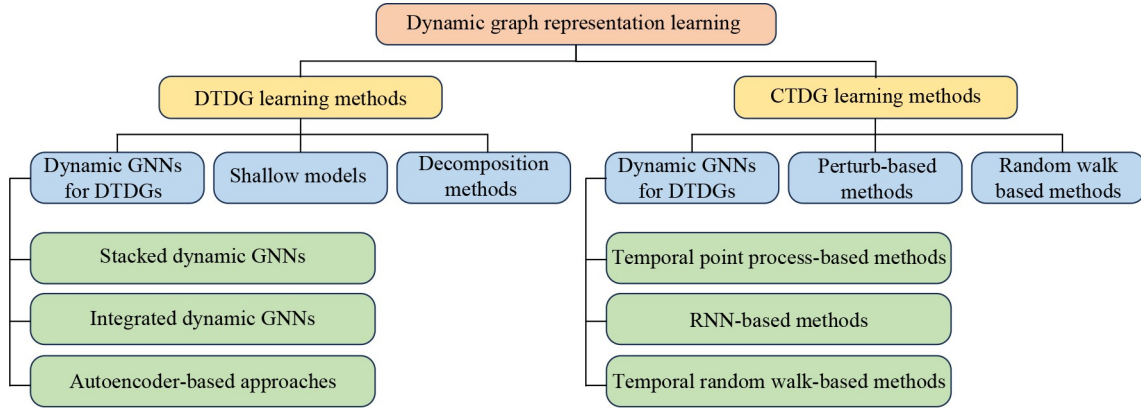 Dynamic graph representation learning
DTDG learning methods
CTDG learning methods
Dynamic GNNs
for DTDGs
Shallow models
Decomposition
methods
Dynamic GNNs
for DTDGs
Perturb-based
methods
Random walk
based methods
Stacked dynamic GNNs
Integrated dynamic GNNs
Autoencoder-based approaches
Temporal point process-based methods
RNN-based methods
Temporal random walk-based methods